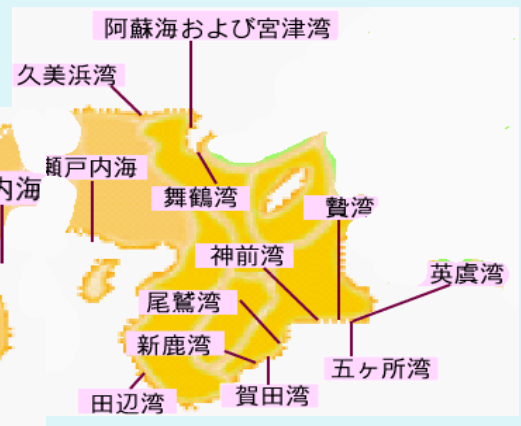 阿蘇海および宮津湾
久美浜湾
瀬戸内海
内海
舞鶴湾
贄湾
神前湾
英虞湾
尾鷲湾
新鹿湾
五ヶ所湾
賀田湾
田辺湾